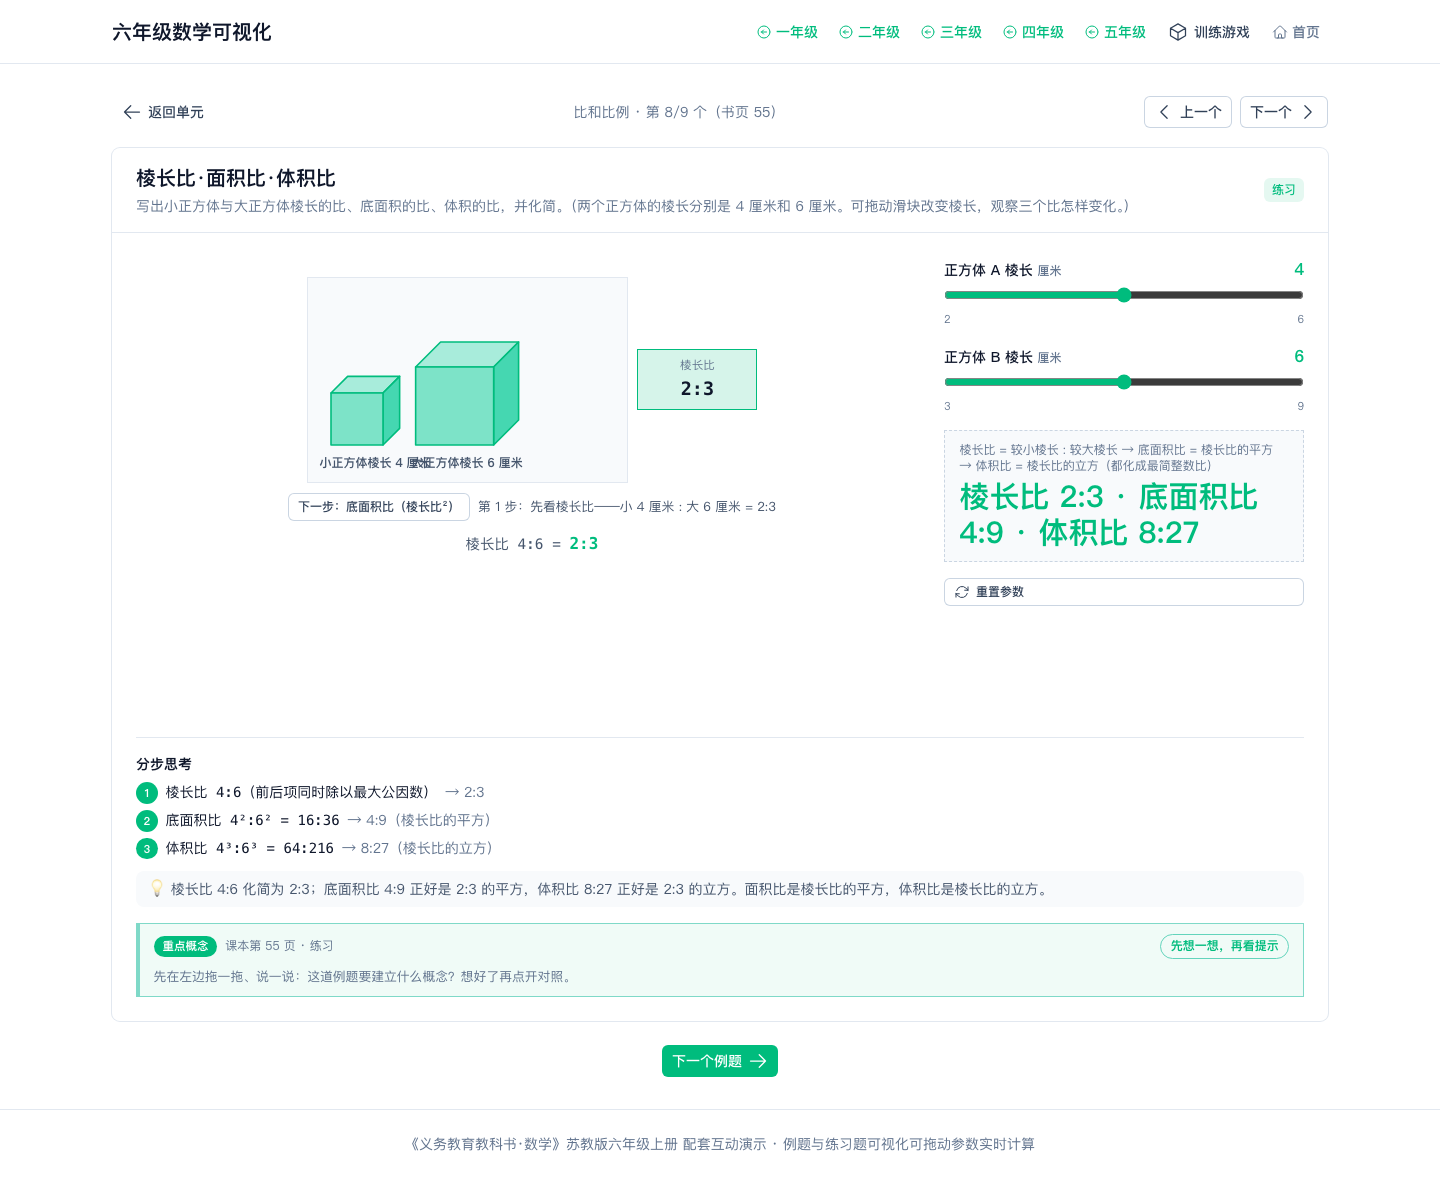 六年级数学可视化
一年级 二年级 三年级 四年级 五年级 训练游戏 首页
返回单元
比和比例 · 第 8/9 个（书页 55）
上一个 下一个
棱长比·面积比·体积比
写出小正方体与大正方体棱长的比、底面积的比、体积的比，并化简。（两个正方体的棱长分别是 4 厘米和 6 厘米。可拖动滑块改变棱长，观察三个比怎样变化。）
练习
小正方体棱长 4 厘米
大正方体棱长 6 厘米
棱长比
2:3
下一步：底面积比（棱长比²） 第 1 步：先看棱长比——小 4 厘米 : 大 6 厘米 = 2:3
棱长比 4:6 = 2:3
正方体 A 棱长 厘米 4
2 6
正方体 B 棱长 厘米 6
3 9
棱长比 = 较小棱长 : 较大棱长 → 底面积比 = 棱长比的平方
→ 体积比 = 棱长比的立方（都化成最简整数比）
棱长比 2:3 · 底面积比
4:9 · 体积比 8:27
重置参数
分步思考
1 棱长比 4:6（前后项同时除以最大公因数） → 2:3
2 底面积比 4²:6² = 16:36 → 4:9（棱长比的平方）
3 体积比 4³:6³ = 64:216 → 8:27（棱长比的立方）
棱长比 4:6 化简为 2:3；底面积比 4:9 正好是 2:3 的平方，体积比 8:27 正好是 2:3 的立方。面积比是棱长比的平方，体积比是棱长比的立方。
重点概念 课本第 55 页 · 练习
先想一想，再看提示
先在左边拖一拖、说一说：这道例题要建立什么概念？想好了再点开对照。
下一个例题
《义务教育教科书·数学》苏教版六年级上册 配套互动演示 · 例题与练习题可视化可拖动参数实时计算